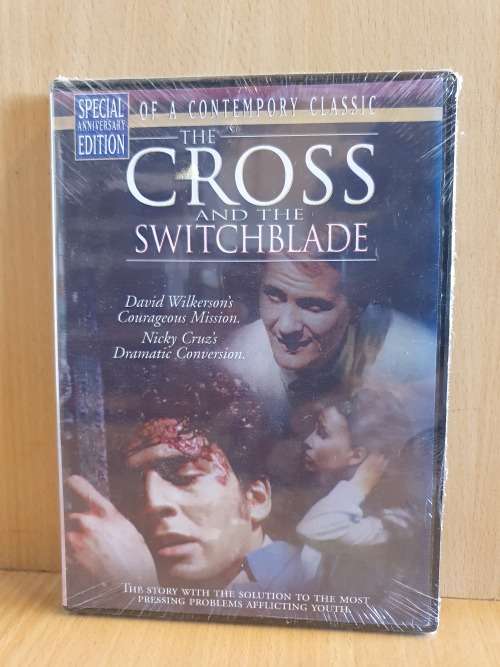 SPECIAL
ANNIVERSARY
EDITION
OF A CONTEMPORY CLASSIC
THE
CROSS
AND THE
SWITCHBLADE
David Wilkerson's
Courageous Mission.
Nicky Cruz's
Dramatic Conversion.
THE STORY WITH THE SOLUTION TO THE MOST
PRESSING PROBLEMS AFFLICTING YOUTH